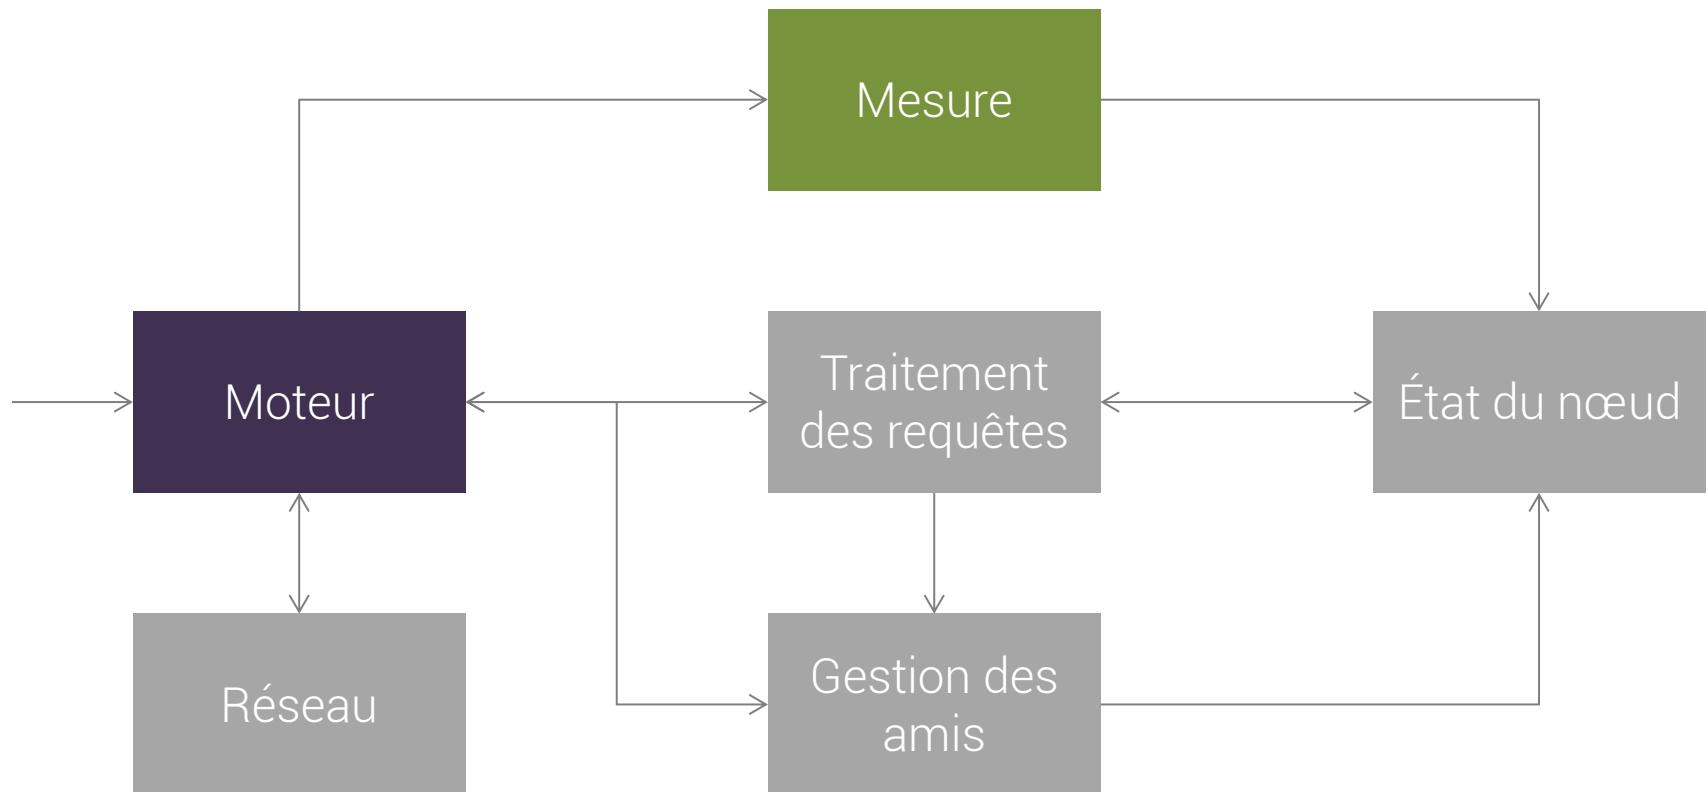 Mesure
Moteur
Traitement
des requêtes
État du nœud
Réseau
Gestion des
amis